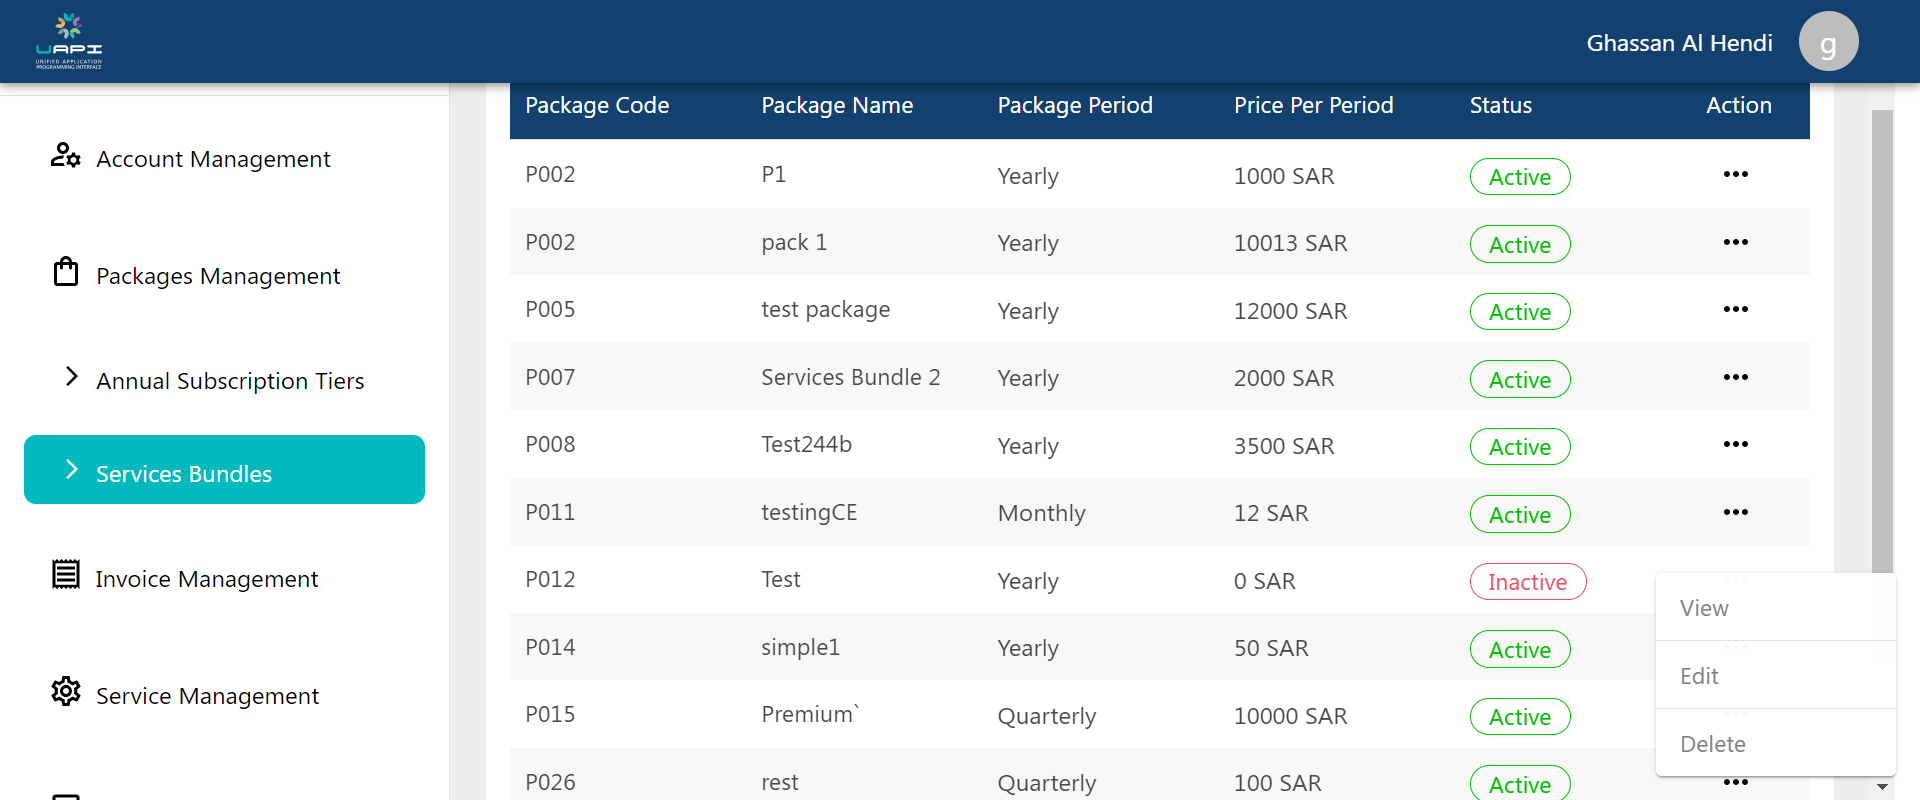 UAPI
UNIFIED APPLICATION
PROGRAMMING INTERFACE
Ghassan Al Hendi
g
Account Management
Packages Management
Annual Subscription Tiers
Services Bundles
Invoice Management
Service Management
Package Code Package Name Package Period Price Per Period Status Action
P002 P1 Yearly 1000 SAR Active •••
P002 pack 1 Yearly 10013 SAR Active •••
P005 test package Yearly 12000 SAR Active •••
P007 Services Bundle 2 Yearly 2000 SAR Active •••
P008 Test244b Yearly 3500 SAR Active •••
P011 testingCE Monthly 12 SAR Active •••
P012 Test Yearly 0 SAR Inactive
P014 simple1 Yearly 50 SAR Active
P015 Premium` Quarterly 10000 SAR Active
P026 rest Quarterly 100 SAR Active •••
View
Edit
Delete